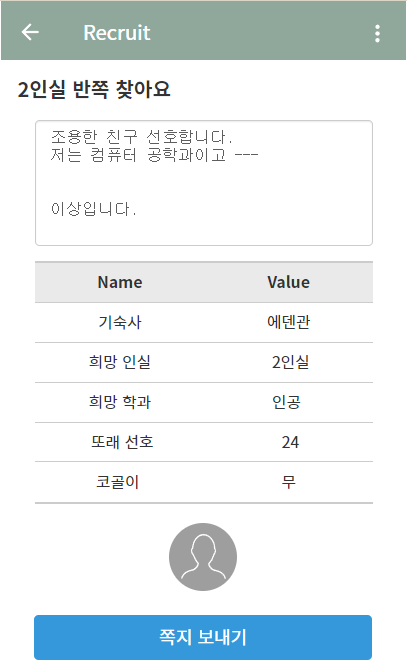 Recruit
2인실 반쪽 찾아요
조용한 친구 선호합니다.
저는 컴퓨터 공학과이고 ---
이상입니다.
Name Value
기숙사 에덴관
희망 인실 2인실
희망 학과 인공
또래 선호 24
코골이 무
쪽지 보내기